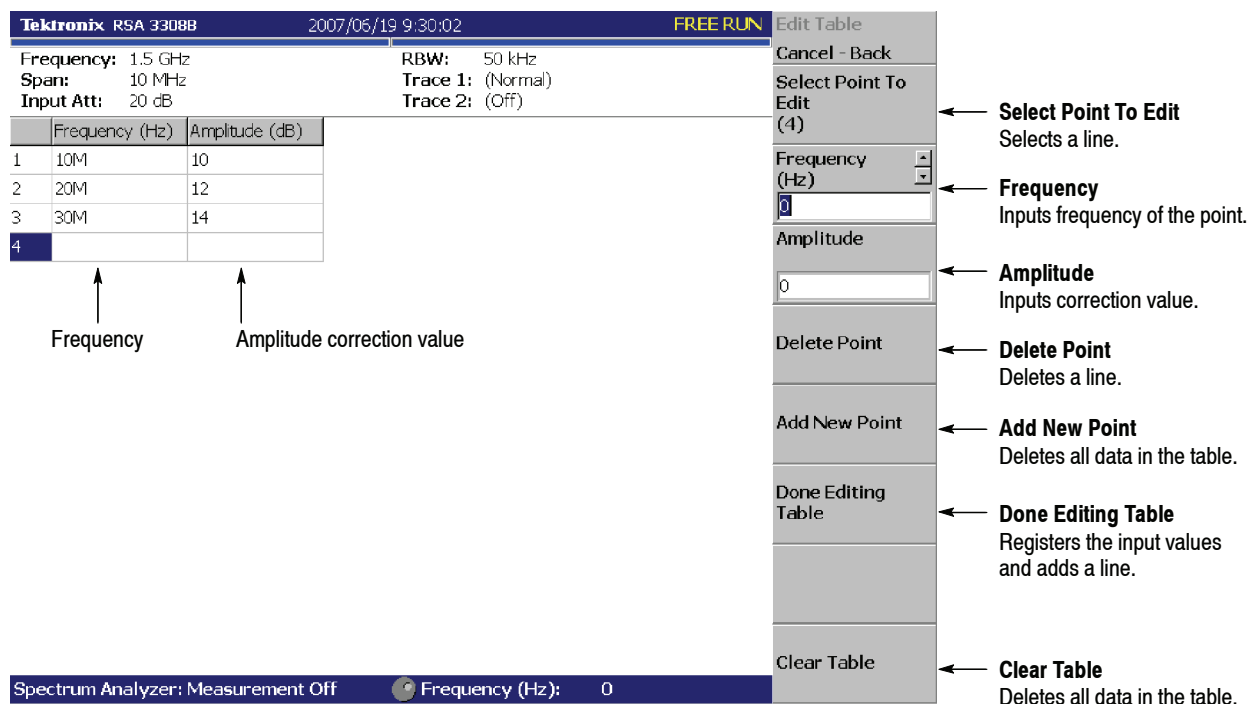 Tektronix RSA 3308B 2007/06/19 9:30:02 FREE RUN
Frequency: 1.5 GHz
Span: 10 MHz
Input Att: 20 dB
RBW: 50 kHz
Trace 1: (Normal)
Trace 2: (Off)
Frequency (Hz) Amplitude (dB)
1 10M 10
2 20M 12
3 30M 14
4
Frequency
Amplitude correction value
Edit Table
Cancel - Back
Select Point To
Edit
(4)
Frequency
(Hz)
0
Amplitude
0
Delete Point
Add New Point
Done Editing
Table
Clear Table
Select Point To Edit
Selects a line.
Frequency
Inputs frequency of the point.
Amplitude
Inputs correction value.
Delete Point
Deletes a line.
Add New Point
Deletes all data in the table.
Done Editing Table
Registers the input values
and adds a line.
Clear Table
Deletes all data in the table.
Spectrum Analyzer: Measurement Off Frequency (Hz): 0